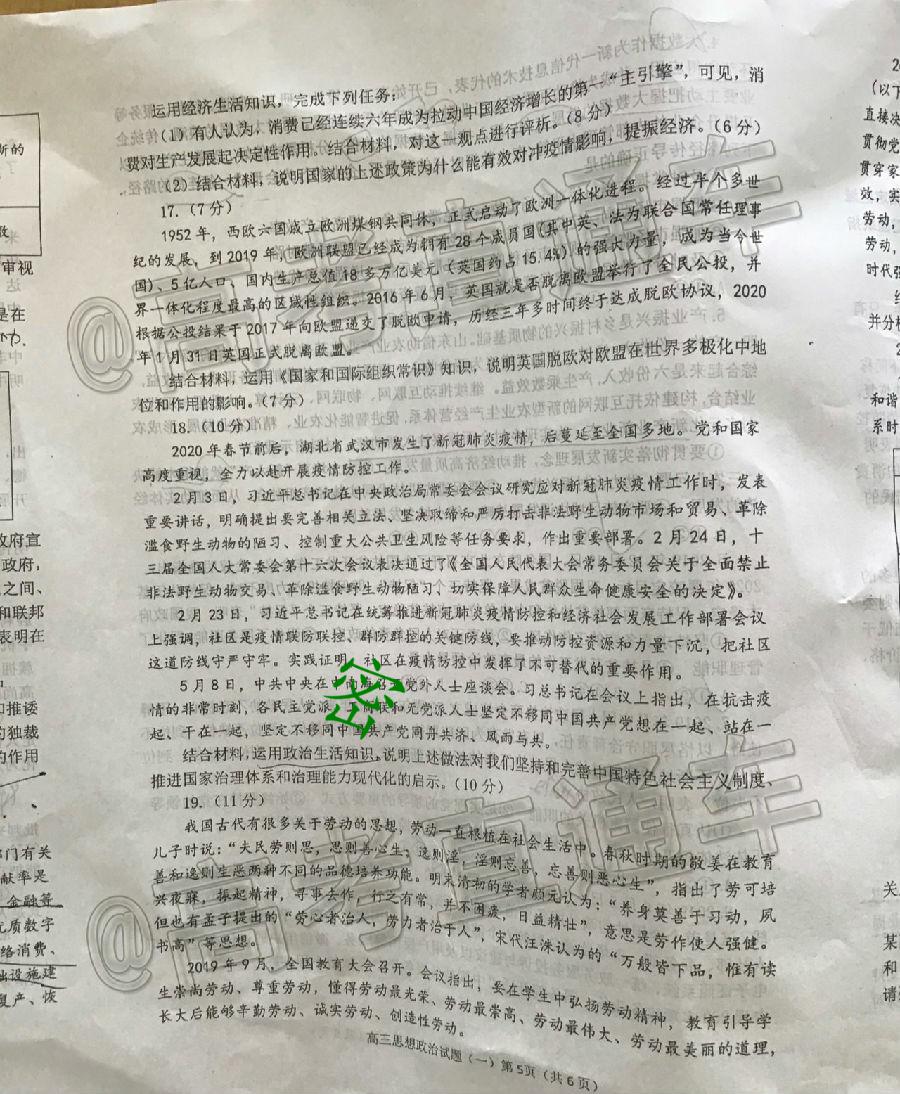 运用经济生活知识,完成下列任务:
(1)有人认为,消费已经连续六年成为拉动中国经济增长的第一“主引擎”,可见,消
费对生产发展起决定性作用。结合材料,对这一观点进行评析。(8分)
(2)结合材料,说明国家的上述政策为什么能有效对冲疫情影响,提振经济。(6分)
17.(7分)
1952年,西欧六国成立欧洲煤钢共同体,正式启动了欧洲一体化进程。经过半个多世
纪的发展,到2019年,欧洲联盟已经成为拥有28个成员国(其中英、法为联合国常任理事
国)、5亿人口、国内生产总值18多万亿美元(英国约占15.4%)的强大力量,成为当今世
界一体化程度最高的区域性组织。2016年6月,英国就是否脱离欧盟举行了全民公投,并
根据公投结果于2017年向欧盟递交了脱欧申请,历经三年多时间终于达成脱欧协议,2020
年1月31日英国正式脱离欧盟。
结合材料,运用《国家和国际组织常识》知识,说明英国脱欧对欧盟在世界多极化中地
位和作用的影响。(7分)
18.(10分)
2020年春节前后,湖北省武汉市发生了新冠肺炎疫情,后蔓延至全国多地。党和国家
高度重视,全力以赴开展疫情防控工作。
2月3日,习近平总书记在中央政治局常委会会议研究应对新冠肺炎疫情工作时,发表
重要讲话,明确提出要完善相关立法、坚决取缔和严厉打击非法野生动物市场和贸易、革除
滥食野生动物的陋习、控制重大公共卫生风险等任务要求,作出重要部署。2月24日,十
三届全国人大常委会第十六次会议表决通过了《全国人民代表大会常务委员会关于全面禁止
非法野生动物交易、革除滥食野生动物陋习、切实保障人民群众生命健康安全的决定》。
2月23日,习近平总书记在统筹推进新冠肺炎疫情防控和经济社会发展工作部署会议
上强调,社区是疫情联防联控、群防群控的关键防线,要推动防控资源和力量下沉,把社区
这道防线守严守牢。实践证明,社区在疫情防控中发挥了不可替代的重要作用。
5月8日,中共中央在中南海召开党外人士座谈会。习总书记在会议上指出,在抗击疫
情的非常时刻,各民主党派、工商联和无党派人士坚定不移同中国共产党想在一起、站在一
起、干在一起,坚定不移同中国共产党同舟共济、风雨与共。
结合材料,运用政治生活知识,说明上述做法对我们坚持和完善中国特色社会主义制度、
推进国家治理体系和治理能力现代化的启示。(10分)
19.(11分)
我国古代有很多关于劳动的思想,劳动一直根植在社会生活中。春秋时期的敬姜在教育
儿子时说:“夫民劳则思,思则善心生;逸则淫,淫则忘善,忘善则恶心生”,指出了劳可培
善和逸则生恶两种不同的品德培养功能。明末清初的学者颜元认为:“养身莫善于习动,夙
兴夜寐,振起精神,寻事去作,行之有常,并不困疲,日益精壮”,意思是劳作使人强健。
但也有孟子提出的“劳心者治人,劳力者治于人”,宋代汪洙认为的“万般皆下品,惟有读
书高”等思想。
2019年9月,全国教育大会召开。会议指出,要在学生中弘扬劳动精神,教育引导学
生崇尚劳动、尊重劳动,懂得劳动最光荣、劳动最崇高、劳动最伟大、劳动最美丽的道理,
长大后能够辛勤劳动、诚实劳动、创造性劳动。
高三思想政治试题(一)第5页(共6页)
密
@高考直通车
@高考直通车